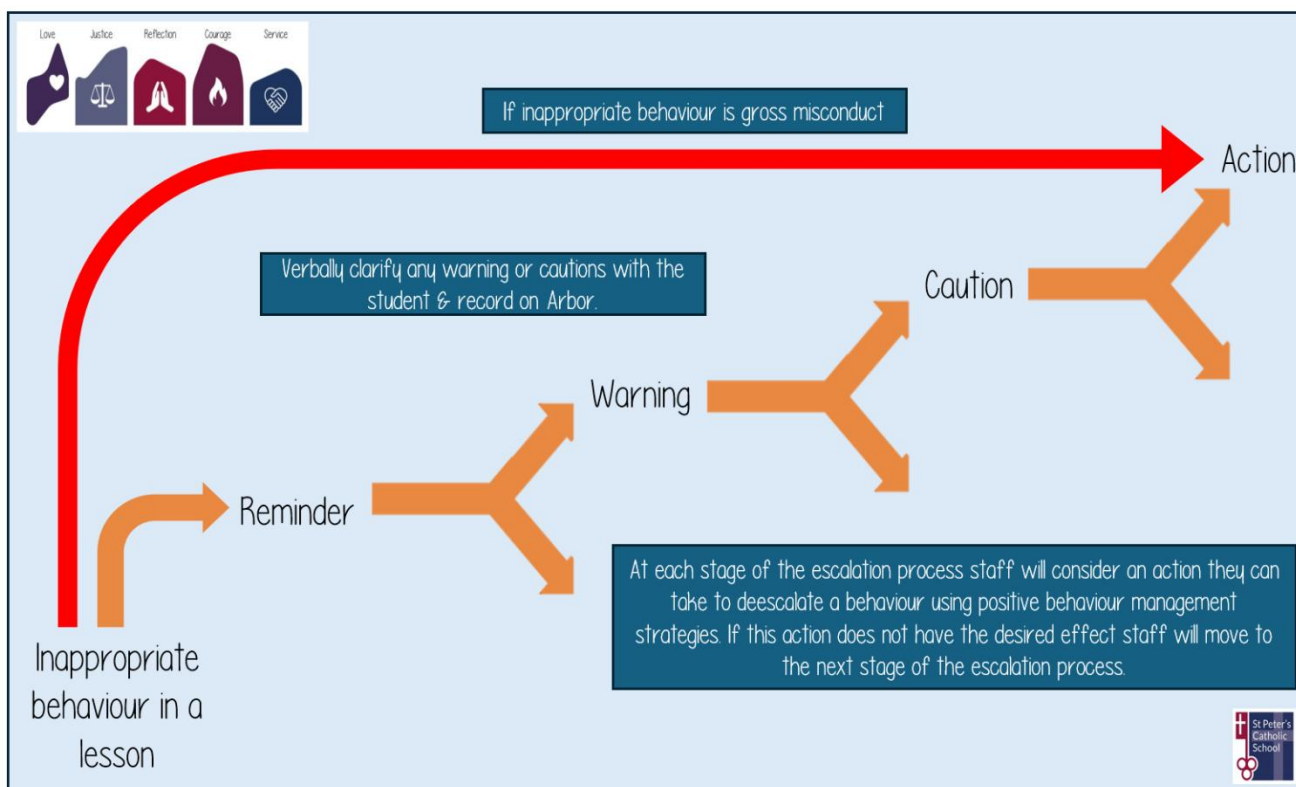 Love Justice Reflection Courage Service
If inappropriate behaviour is gross misconduct
Action
Verbally clarify any warning or cautions with the
student & record on Arbor.
Caution
Warning
Reminder
At each stage of the escalation process staff will consider an action they can
take to deescalate a behaviour using positive behaviour management
strategies. If this action does not have the desired effect staff will move to
the next stage of the escalation process.
Inappropriate
behaviour in a
lesson
St Peter's
Catholic
School